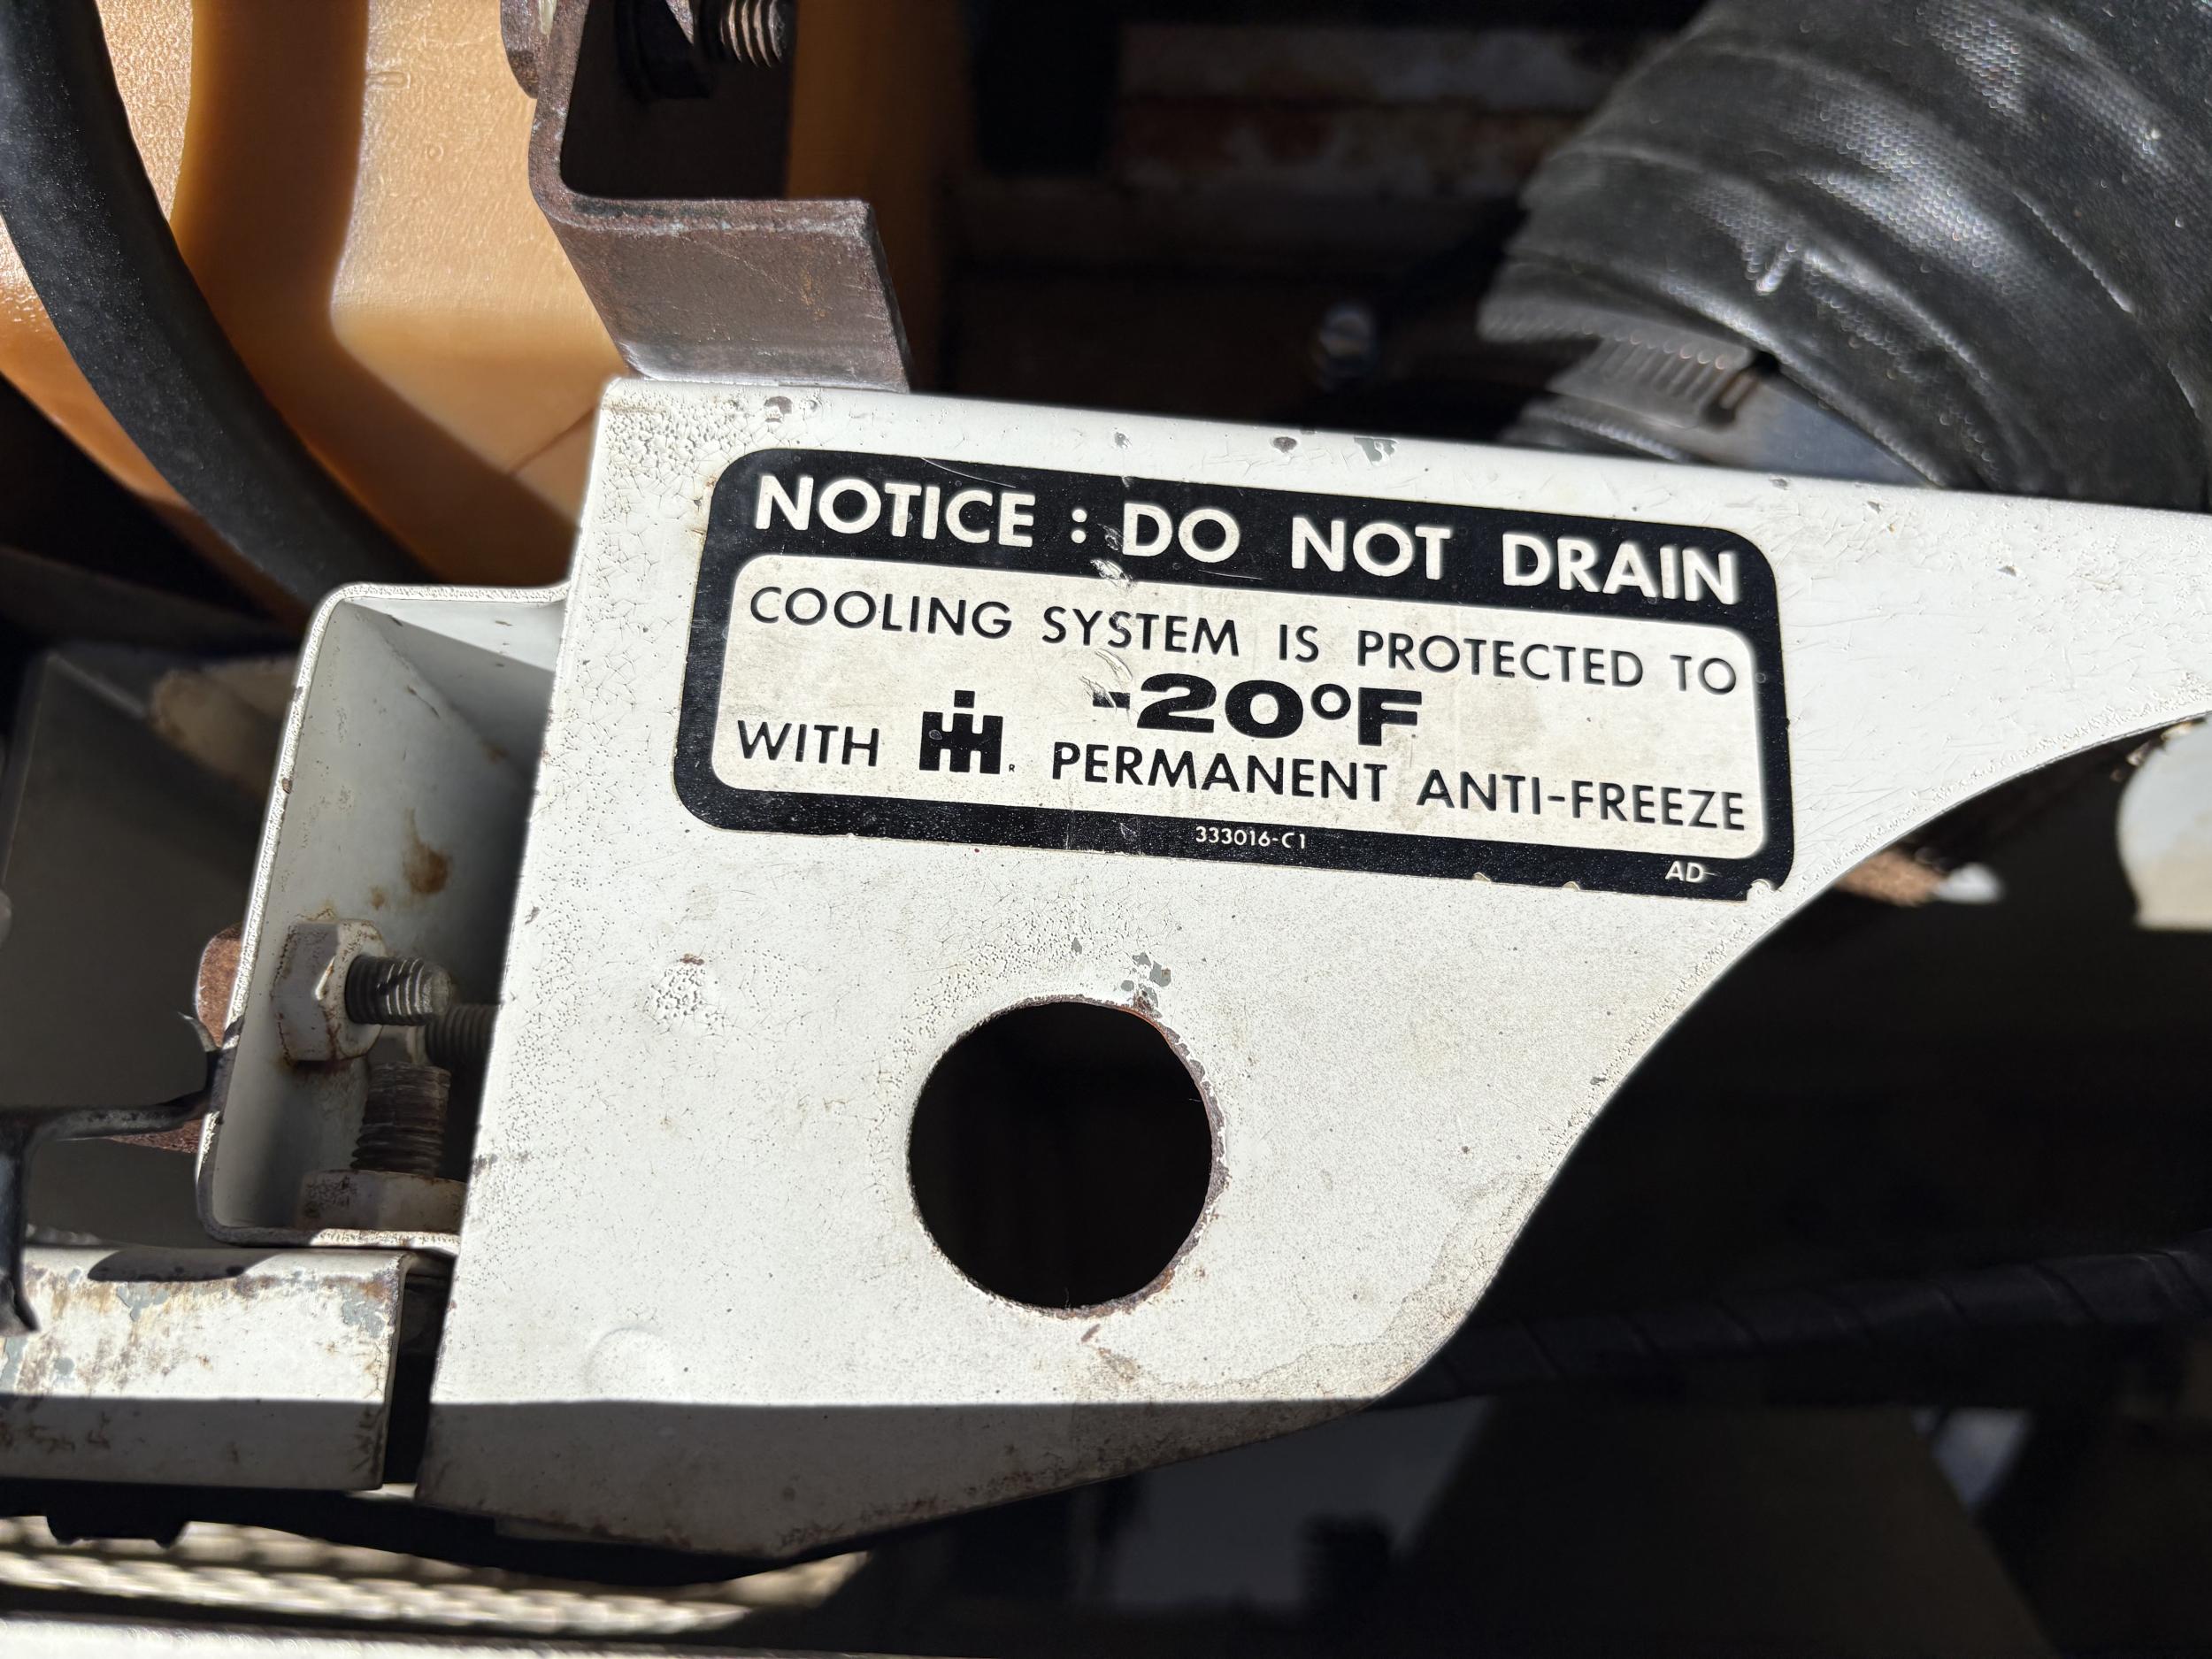 NOTICE : DO NOT DRAIN
COOLING SYSTEM IS PROTECTED TO
-20°F
WITH IH R PERMANENT ANTI-FREEZE
333016-C1
AD